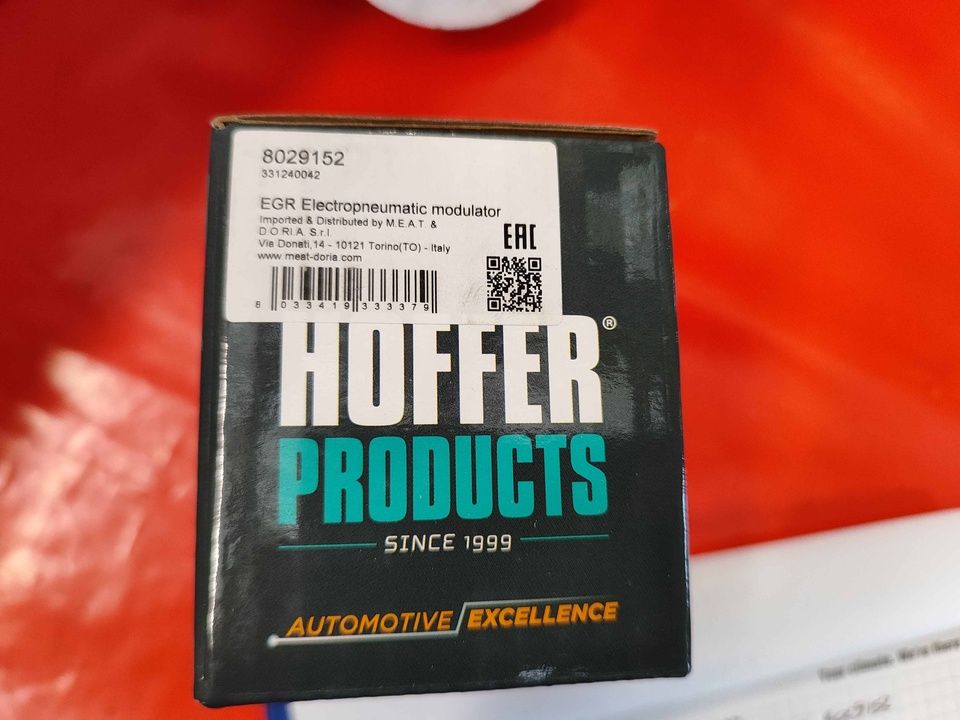 8029152
331240042
EGR Electropneumatic modulator
Imported & Distributed by M.E.A.T. &
D.O.RI.A. S.r.l.
Via Donati,14 - 10121 Torino(TO) - Italy
www.meat-doria.com
EAC
8 033419 333379
HOFFER®
PRODUCTS
SINCE 1999
AUTOMOTIVE EXCELLENCE